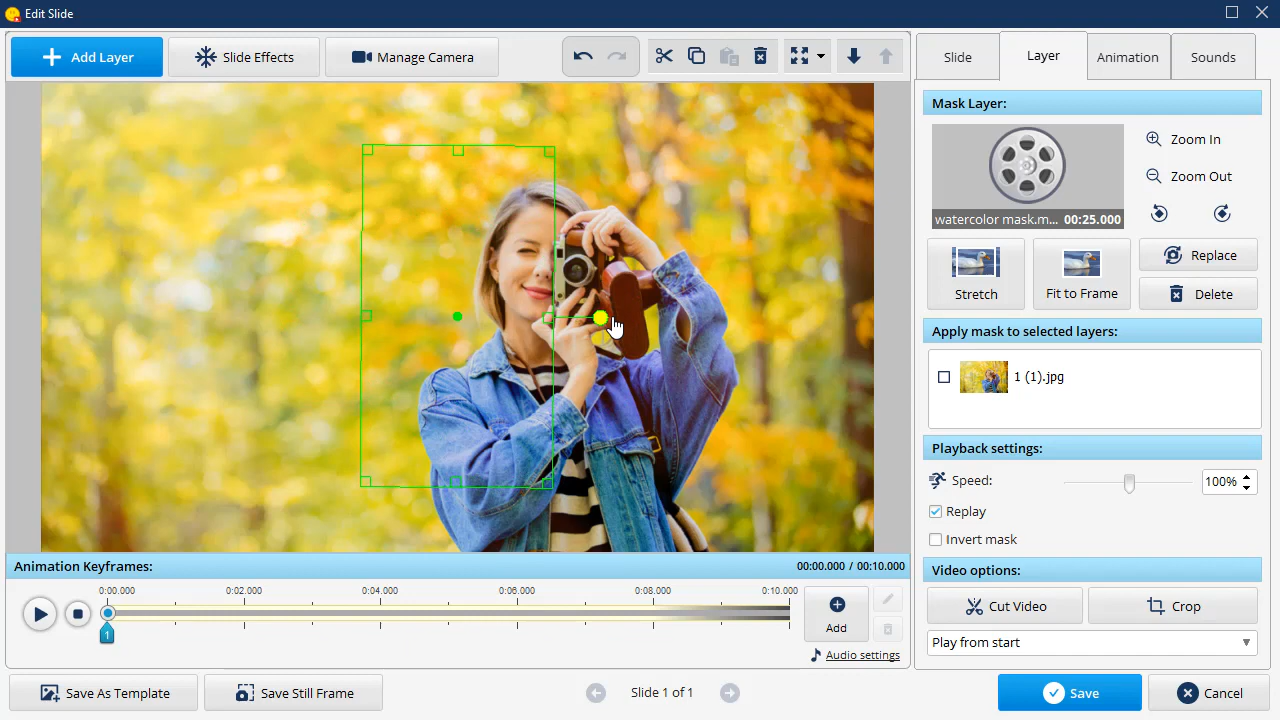 Edit Slide
Add Layer
Slide Effects
Manage Camera
Slide
Layer
Animation
Sounds
Mask Layer:
watercolor mask.m... 00:25.000
Zoom In
Zoom Out
Stretch
Fit to Frame
Replace
Delete
Apply mask to selected layers:
1 (1).jpg
Playback settings:
Speed:
100%
Replay
Invert mask
Video options:
Cut Video
Crop
Play from start
Animation Keyframes:
00:00.000 / 00:10.000
0:00.000
0:02.000
0:04.000
0:06.000
0:08.000
0:10.000
1
Add
Audio settings
Save As Template
Save Still Frame
Slide 1 of 1
Save
Cancel